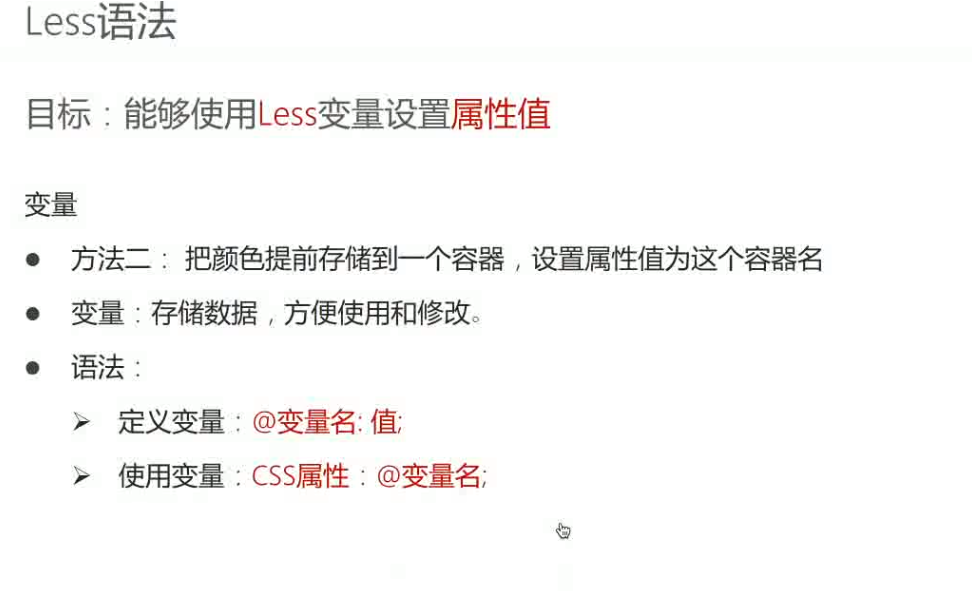 Less语法
目标：能够使用Less变量设置属性值
变量
● 方法二： 把颜色提前存储到一个容器，设置属性值为这个容器名
● 变量：存储数据，方便使用和修改。
● 语法：
➢ 定义变量：@变量名: 值;
➢ 使用变量：CSS属性：@变量名;